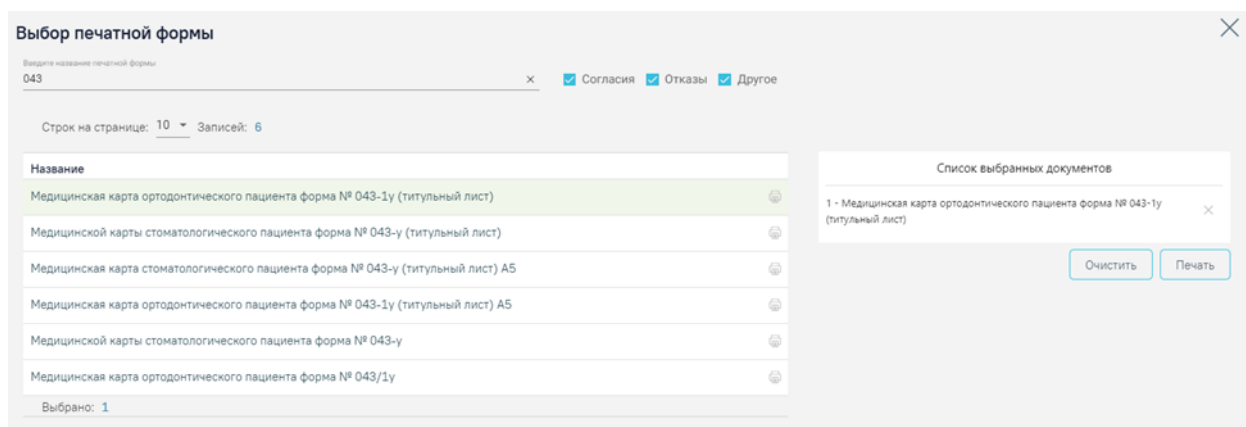 Выбор печатной формы
Введите название печатной формы
043
Согласия Отказы Другое
Строк на странице: 10 Записей: 6
Название
Медицинская карта ортодонтического пациента форма № 043-1у (титульный лист)
Медицинской карты стоматологического пациента форма № 043-у (титульный лист)
Медицинская карта стоматологического пациента форма № 043-у (титульный лист) А5
Медицинская карта ортодонтического пациента форма № 043-1у (титульный лист) А5
Медицинской карты стоматологического пациента форма № 043-у
Медицинская карта ортодонтического пациента форма № 043/1у
Выбрано: 1
Список выбранных документов
1 - Медицинская карта ортодонтического пациента форма № 043-1у
(титульный лист)
Очистить Печать